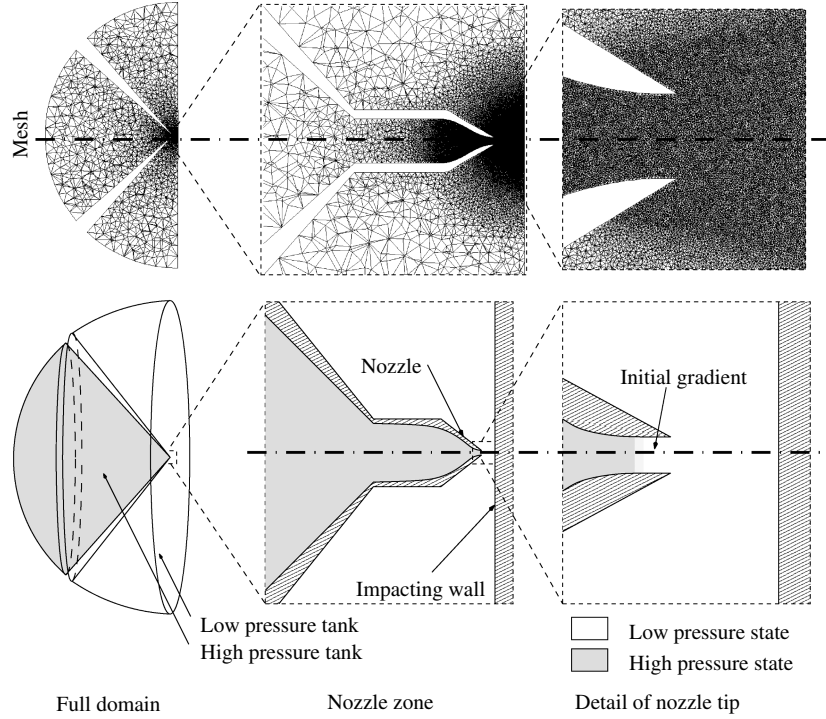 Mesh
Nozzle
Initial gradient
Impacting wall
Low pressure tank
High pressure tank
Low pressure state
High pressure state
Full domain
Nozzle zone
Detail of nozzle tip